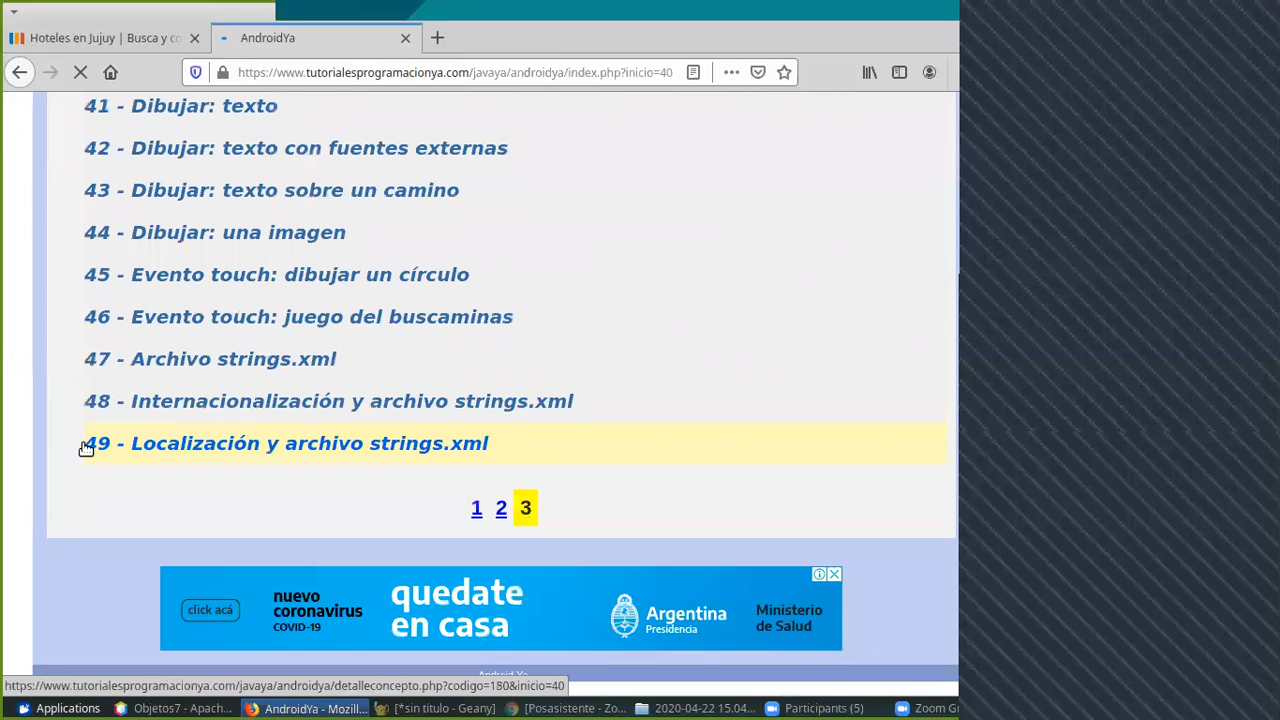 Hoteles en Jujuy | Busca y co
AndroidYa
https://www.tutorialesprogramacionya.com/javaya/androidya/index.php?inicio=40
41 - Dibujar: texto
42 - Dibujar: texto con fuentes externas
43 - Dibujar: texto sobre un camino
44 - Dibujar: una imagen
45 - Evento touch: dibujar un círculo
46 - Evento touch: juego del buscaminas
47 - Archivo strings.xml
48 - Internacionalización y archivo strings.xml
49 - Localización y archivo strings.xml
1 2 3
click acá
nuevo
coronavirus
COVID-19
quedate
en casa
Argentina
Presidencia
Ministerio
de Salud
Android Ya
https://www.tutorialesprogramacionya.com/javaya/androidya/detalleconcepto.php?codigo=180&inicio=40
Applications
Objetos7 - Apach...
AndroidYa - Mozill...
[*sin título - Geany]
[Posasistente - Zo...
2020-04-22 15.04...
Participants (5)
Zoom Gr